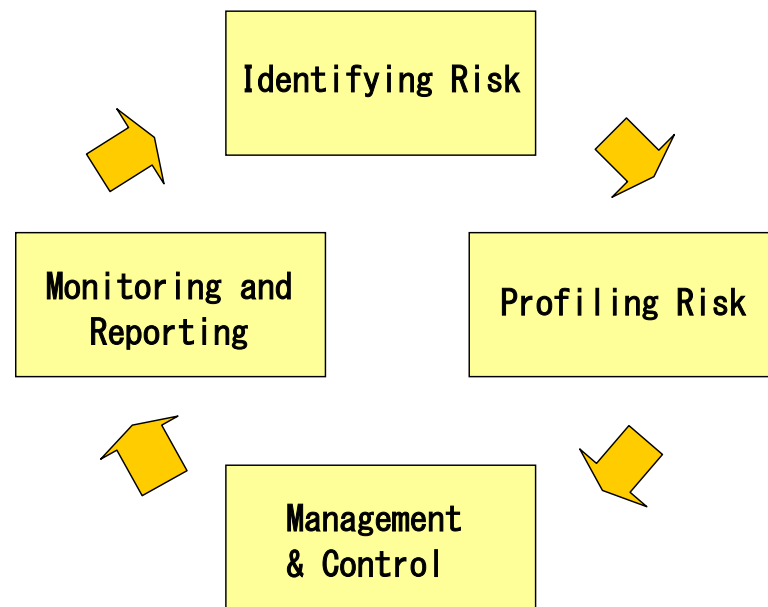 Identifying Risk
Profiling Risk
Management
& Control
Monitoring and
Reporting